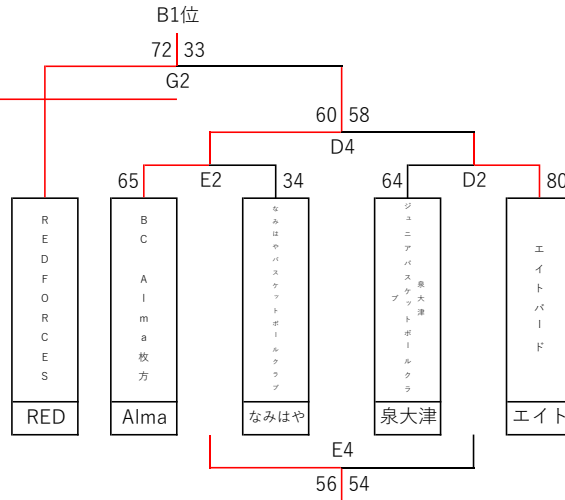 B1位
72 33
G2
60 58
D4
65 E2 34 64 D2 80
REDFORCES
BC Alma枚方
なみはやバスケットボールクラブ
泉大津
ジュニアバスケットボールクラブ
エイトバード
RED Alma なみはや 泉大津 エイト
E4
56 54